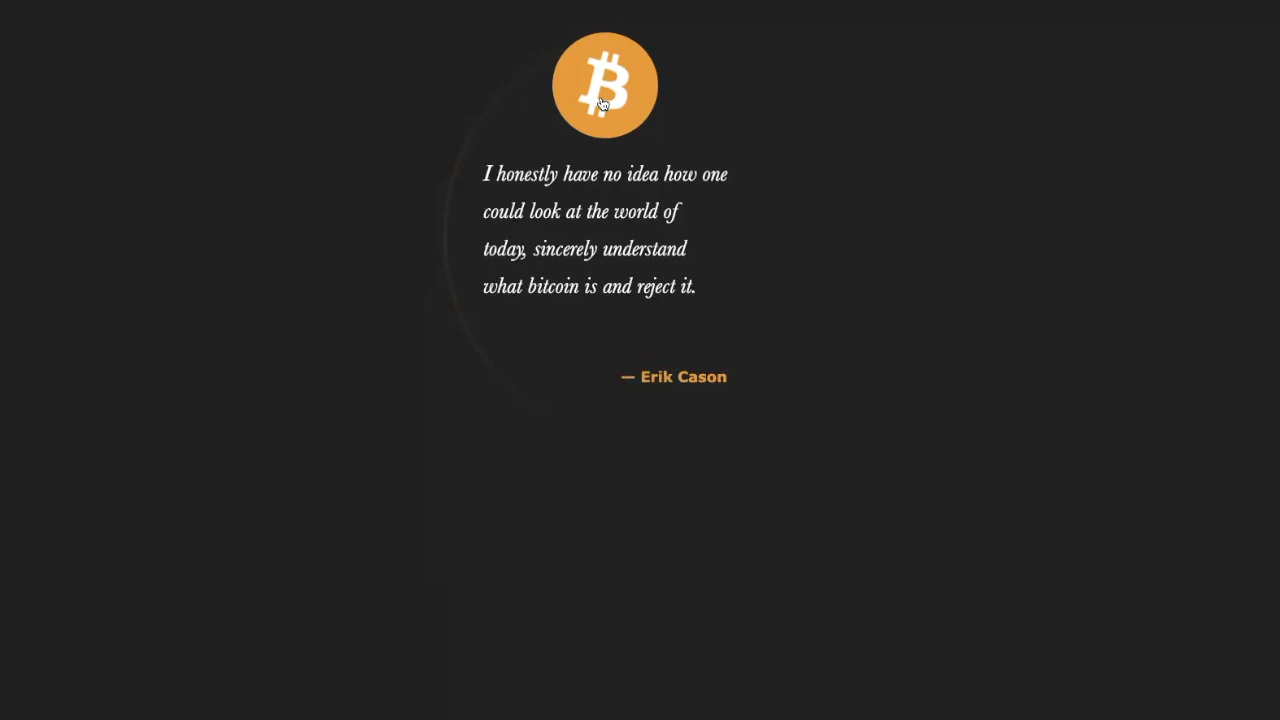 I honestly have no idea how one
could look at the world of
today, sincerely understand
what bitcoin is and reject it.
— Erik Cason